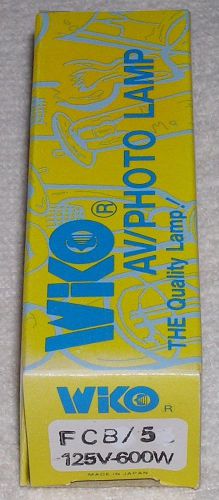 WIKO®
AV/PHOTO LAMP
THE Quality Lamp!
WIKO®
FCB/5
125V-600W
MADE IN JAPAN